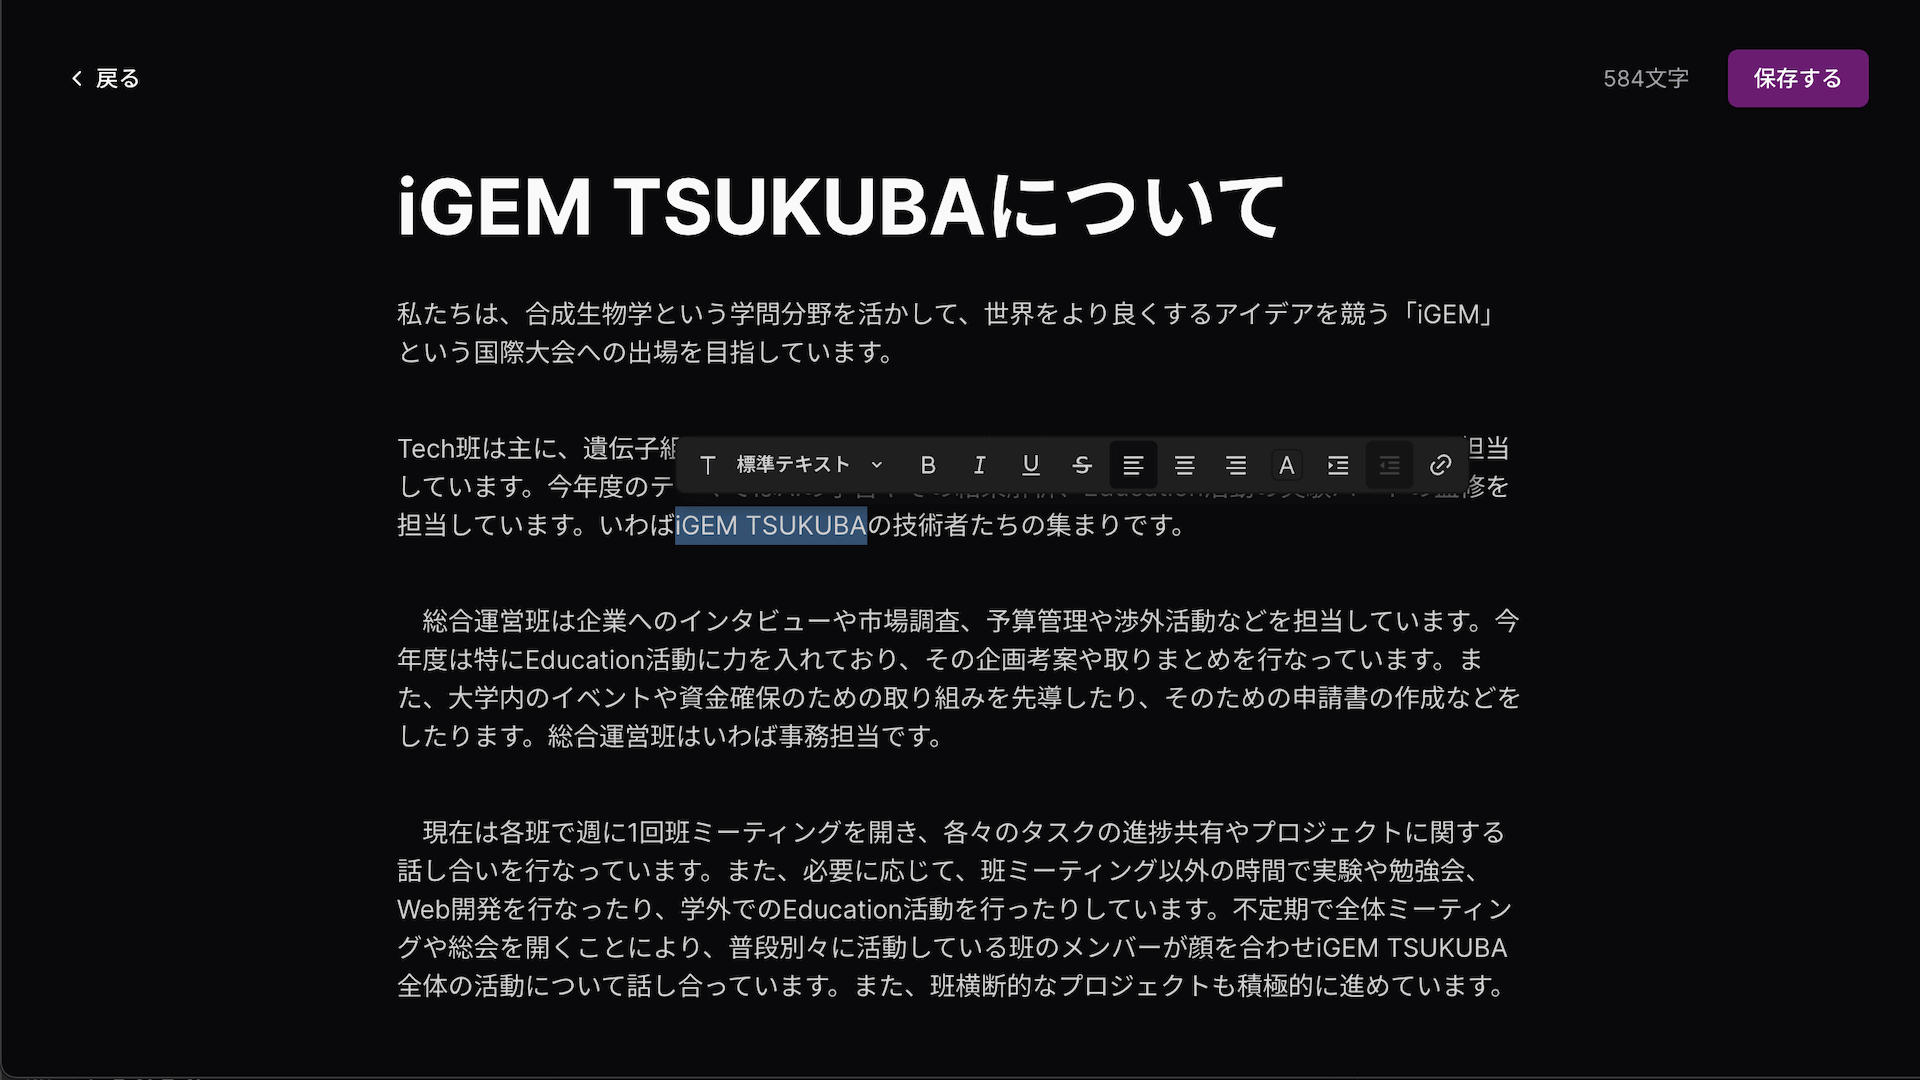 戻る
584文字
保存する
iGEM TSUKUBAについて
私たちは、合成生物学という学問分野を活かして、世界をより良くするアイデアを競う「iGEM」
という国際大会への出場を目指しています。
Tech班は主に、遺伝子組
担当
標準テキスト
しています。今年度のテ
修を
担当しています。いわばiGEM TSUKUBAの技術者たちの集まりです。
総合運営班は企業へのインタビューや市場調査、予算管理や渉外活動などを担当しています。今
年度は特にEducation活動に力を入れており、その企画考案や取りまとめを行なっています。ま
た、大学内のイベントや資金確保のための取り組みを先導したり、そのための申請書の作成などを
したります。総合運営班はいわば事務担当です。
現在は各班で週に1回班ミーティングを開き、各々のタスクの進捗共有やプロジェクトに関する
話し合いを行なっています。また、必要に応じて、班ミーティング以外の時間で実験や勉強会、
Web開発を行なったり、学外でのEducation活動を行ったりしています。不定期で全体ミーティン
グや総会を開くことにより、普段別々に活動している班のメンバーが顔を合わせiGEM TSUKUBA
全体の活動について話し合っています。また、班横断的なプロジェクトも積極的に進めています。